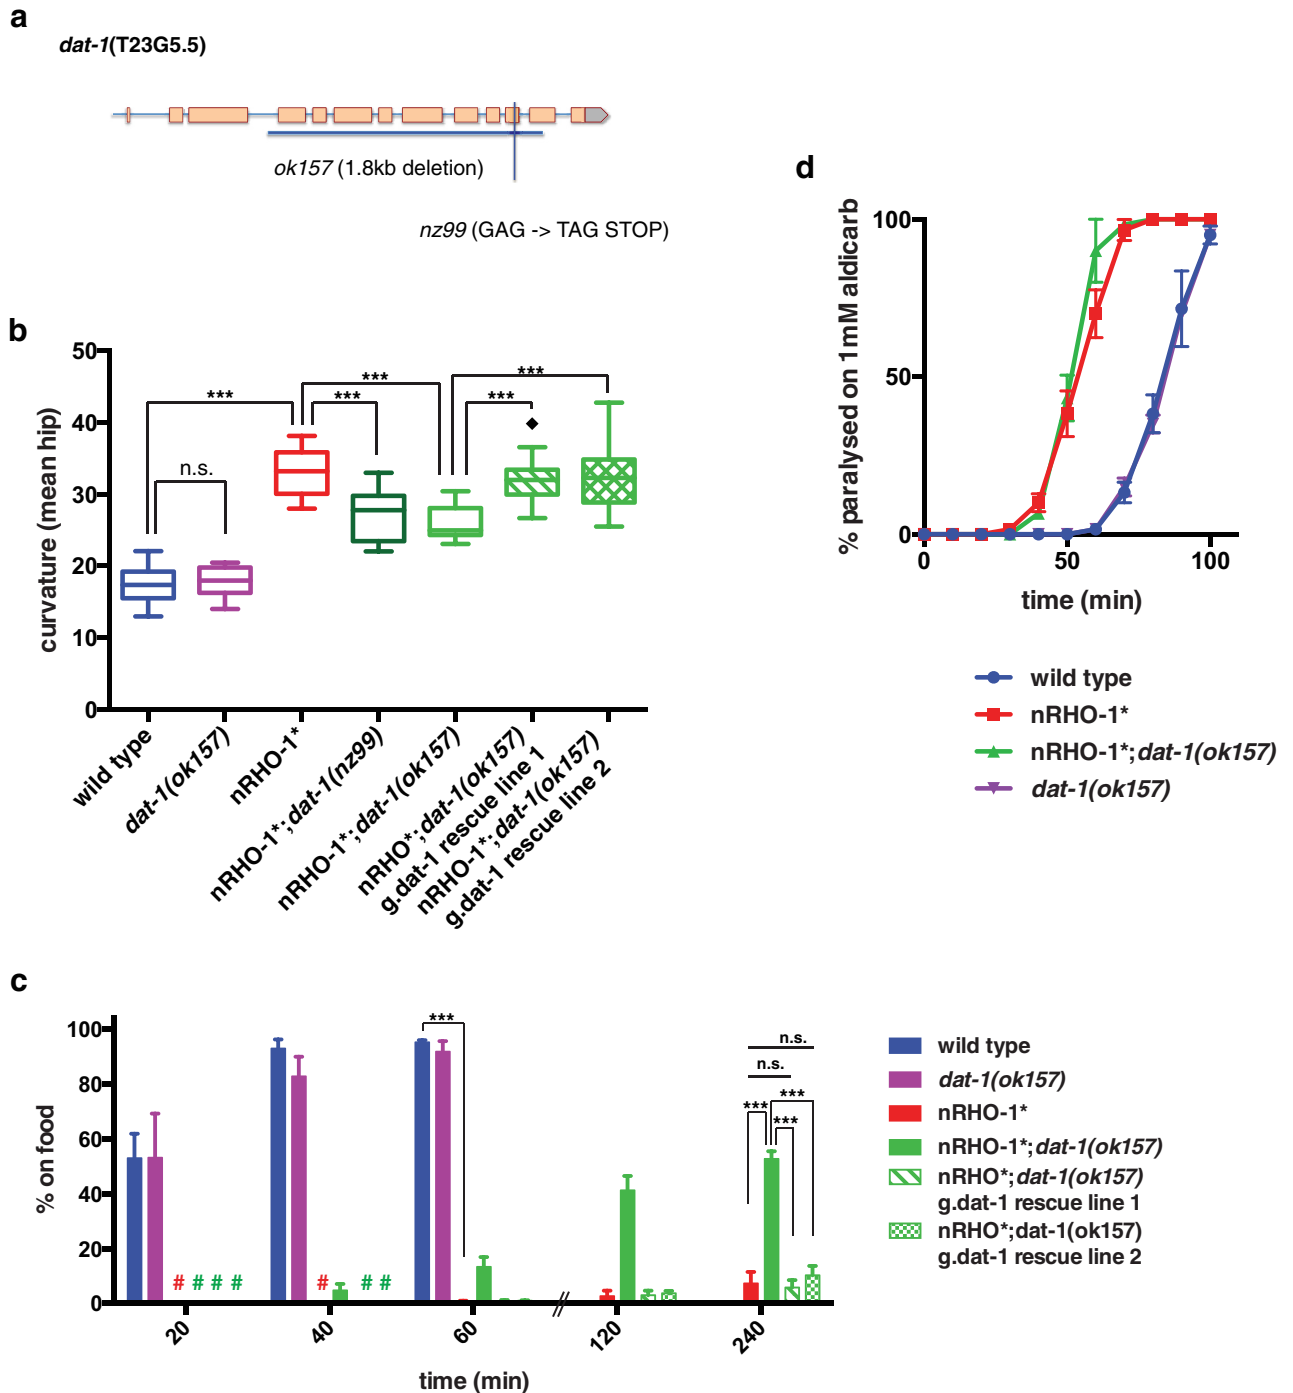 a
dat-1(T23G5.5)
ok157 (1.8kb deletion)
nz99 (GAG -> TAG STOP)
b
50
40
30
20
10
0
curvature (mean hip)
***
n.s.
***
***
***
***
wild type
dat-1(ok157)
nRHO-1*
nRHO-1*;dat-1(nz99)
nRHO-1*;dat-1(ok157)
nRHO*;dat-1(ok157)
g.dat-1 rescue line 1
nRHO-1*;dat-1(ok157)
g.dat-1 rescue line 2
d
% paralysed on 1mM aldicarb
100
50
0
0
50
100
time (min)
wild type
nRHO-1*
nRHO-1*;dat-1(ok157)
dat-1(ok157)
c
% on food
100
80
60
40
20
0
# # # #
# # #
***
n.s.
n.s.
***
***
***
20
40
60
120
240
time (min)
wild type
dat-1(ok157)
nRHO-1*
nRHO-1*;dat-1(ok157)
nRHO*;dat-1(ok157)
g.dat-1 rescue line 1
nRHO*;dat-1(ok157)
g.dat-1 rescue line 2